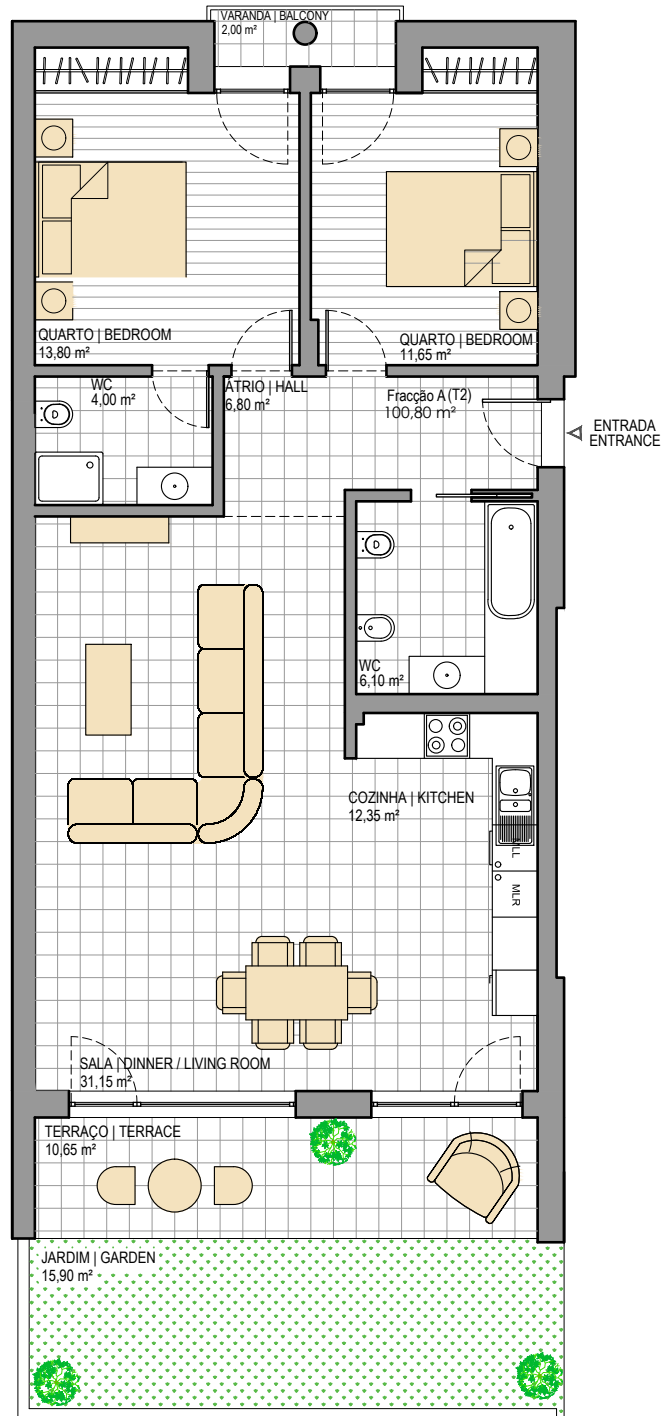 VARANDA | BALCONY
2,00 m²
QUARTO | BEDROOM
13,80 m²
QUARTO | BEDROOM
11,65 m²
WC
4,00 m²
ÁTRIO | HALL
6,80 m²
Fracção A (T2)
100,80 m²
ENTRADA
ENTRANCE
WC
6,10 m²
COZINHA | KITCHEN
12,35 m²
MLR
SALA | DINNER / LIVING ROOM
31,15 m²
TERRAÇO | TERRACE
10,65 m²
JARDIM | GARDEN
15,90 m²